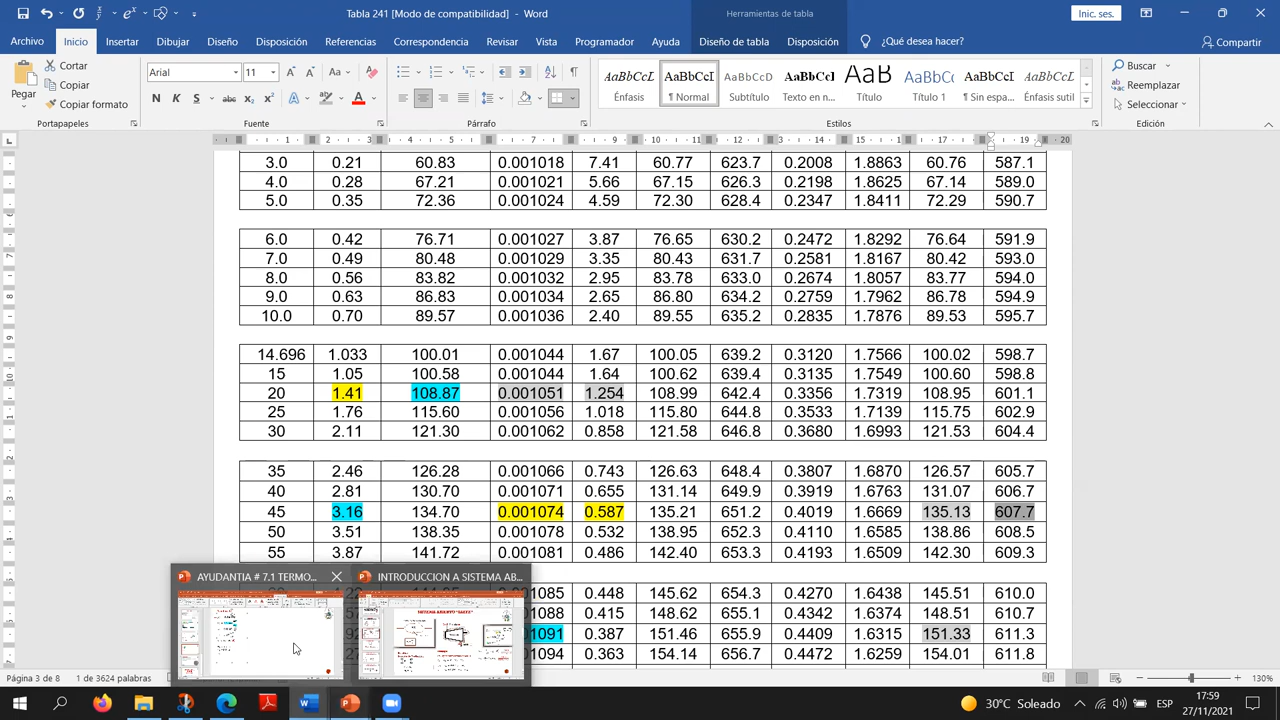 Tabla 241 [Modo de compatibilidad] - Word
Herramientas de tabla
Inic. ses.
Archivo Inicio Insertar Dibujar Diseño Disposición Referencias Correspondencia Revisar Vista Programador Ayuda Diseño de tabla Disposición ¿Qué desea hacer? Compartir
Pegar
Cortar
Copiar
Copiar formato
Portapapeles
Arial 11
N K S abc x₂ x²
Fuente
Párrafo
AaBbCcL AaBbCcI AaBbCcD AaBbCcl AaB AaBbCcl AaBbCcl AaBbCcl
Énfasis ¶ Normal Subtítulo Texto en n... Título Título 1 ¶ Sin espa... Énfasis sutil
Estilos
Buscar
Reemplazar
Seleccionar
Edición
3.0 0.21 60.83 0.001018 7.41 60.77 623.7 0.2008 1.8863 60.76 587.1
4.0 0.28 67.21 0.001021 5.66 67.15 626.3 0.2198 1.8625 67.14 589.0
5.0 0.35 72.36 0.001024 4.59 72.30 628.4 0.2347 1.8411 72.29 590.7
6.0 0.42 76.71 0.001027 3.87 76.65 630.2 0.2472 1.8292 76.64 591.9
7.0 0.49 80.48 0.001029 3.35 80.43 631.7 0.2581 1.8167 80.42 593.0
8.0 0.56 83.82 0.001032 2.95 83.78 633.0 0.2674 1.8057 83.77 594.0
9.0 0.63 86.83 0.001034 2.65 86.80 634.2 0.2759 1.7962 86.78 594.9
10.0 0.70 89.57 0.001036 2.40 89.55 635.2 0.2835 1.7876 89.53 595.7
14.696 1.033 100.01 0.001044 1.67 100.05 639.2 0.3120 1.7566 100.02 598.7
15 1.05 100.58 0.001044 1.64 100.62 639.4 0.3135 1.7549 100.60 598.8
20 1.41 108.87 0.001051 1.254 108.99 642.4 0.3356 1.7319 108.95 601.1
25 1.76 115.60 0.001056 1.018 115.80 644.8 0.3533 1.7139 115.75 602.9
30 2.11 121.30 0.001062 0.858 121.58 646.8 0.3680 1.6993 121.53 604.4
35 2.46 126.28 0.001066 0.743 126.63 648.4 0.3807 1.6870 126.57 605.7
40 2.81 130.70 0.001071 0.655 131.14 649.9 0.3919 1.6763 131.07 606.7
45 3.16 134.70 0.001074 0.587 135.21 651.2 0.4019 1.6669 135.13 607.7
50 3.51 138.35 0.001078 0.532 138.95 652.3 0.4110 1.6585 138.86 608.5
55 3.87 141.72 0.001081 0.486 142.40 653.3 0.4193 1.6509 142.30 609.3
AYUDANTIA # 7.1 TERMO... INTRODUCCION A SISTEMA AB...
0.448 145.62 654.3 0.4270 1.6438 145.51 610.0
0.415 148.62 655.1 0.4342 1.6374 148.51 610.7
0.387 151.46 655.9 0.4409 1.6315 151.33 611.3
0.363 154.14 656.7 0.4472 1.6259 154.01 611.8
Página 3 de 8 1 de 3624 palabras
130%
30°C Soleado ESP 17:59
27/11/2021